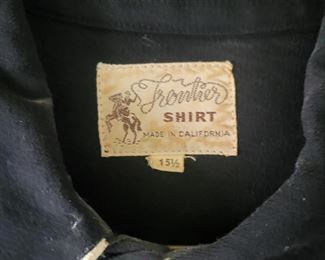 Frontier
SHIRT
MADE IN CALIFORNIA
15½